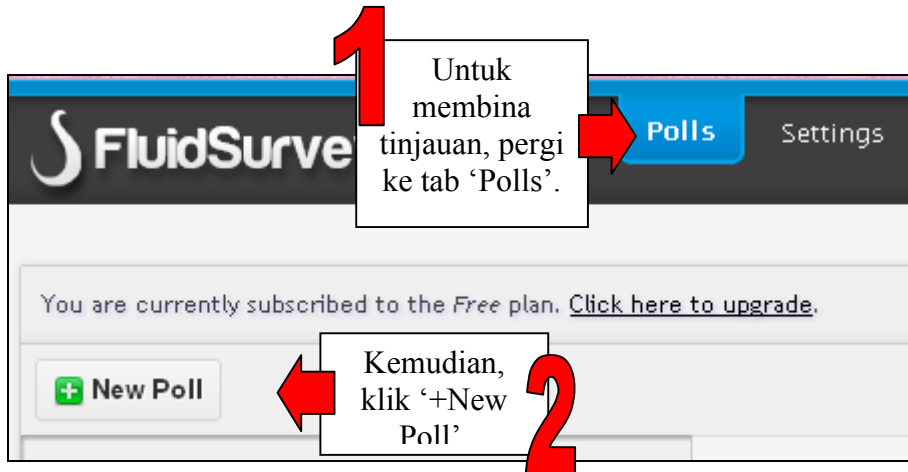 1
Untuk
membina
tinjauan, pergi
ke tab ‘Polls’.
FluidSurve
Polls
Settings
You are currently subscribed to the Free plan. Click here to upgrade.
New Poll
Kemudian,
klik ‘+New
Poll’
2